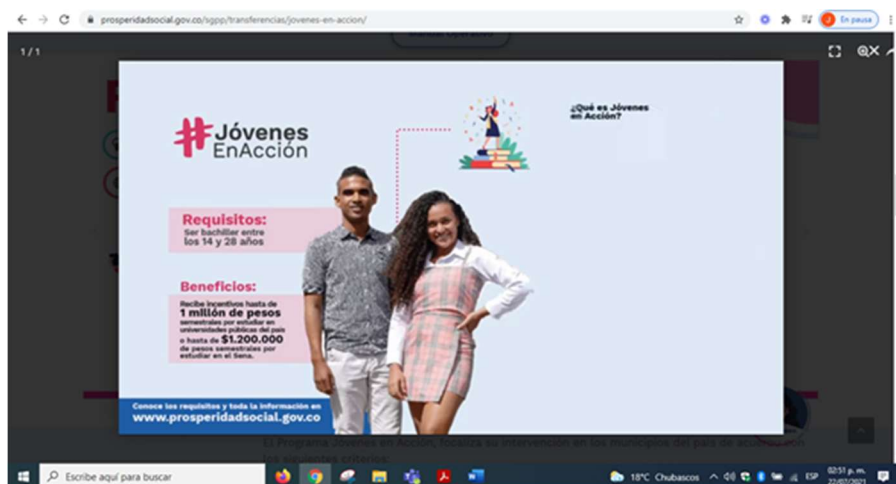 prosperidadsocial.gov.co/sgpp/transferencias/jovenes-en-accion/
En pausa
Manual Operativo
1/1
#Jóvenes
EnAcción
¿Qué es Jóvenes
en Acción?
Requisitos:
Ser bachiller entre
los 14 y 28 años
Beneficios:
Recibe incentivos hasta de
1 millón de pesos
semestrales por estudiar en
universidades públicas del país
o hasta de $1.200.000
de pesos semestrales por
estudiar en el Sena.
Conoce los requisitos y toda la información en
www.prosperidadsocial.gov.co
El Programa Jóvenes en Acción, focaliza su intervención en los municipios del país de acuerdo con
los siguientes criterios:
Escribe aquí para buscar
18°C Chubascos
ESP
02:51 p. m.
22/07/2021